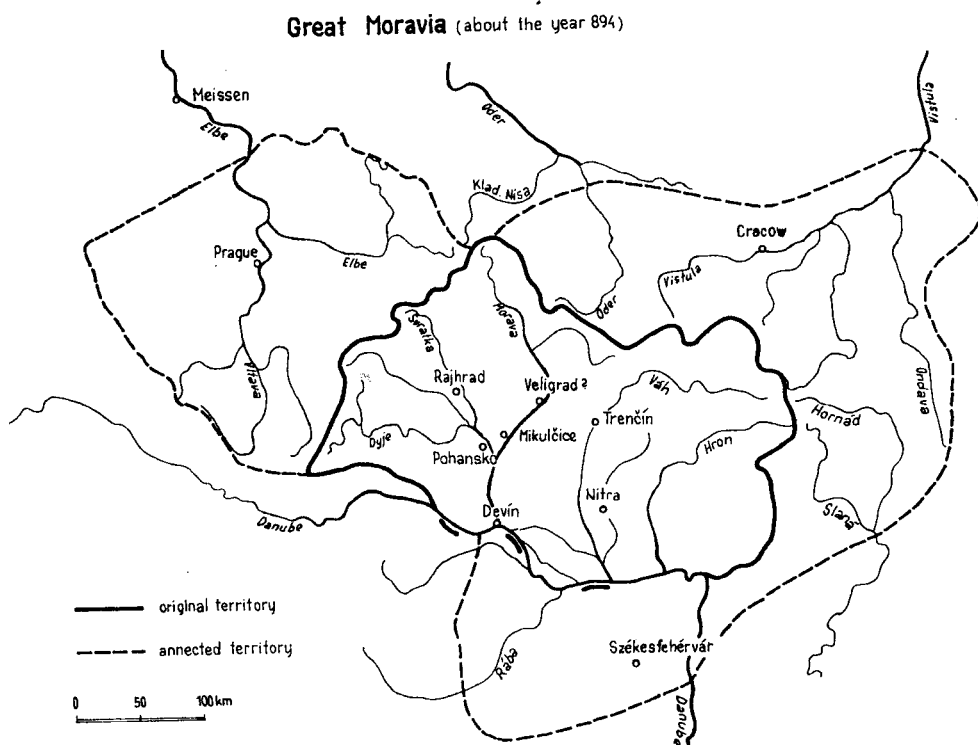 Great Moravia (about the year 894)
Meissen
Elbe
Oder
Vistula
Klad. Nisa
Prague
Elbe
Cracow
Vistula
Oder
Morava
Svratka
Vltava
Rajhrad
Veligrad?
Váh
Trenčín
Hornád
Ondava
Dyje
Mikulčice
Pohansko
Hron
Nitra
Slaná
Devín
Danube
original territory
annected territory
Székesfehérvár
Rába
0 50 100 km
Danube